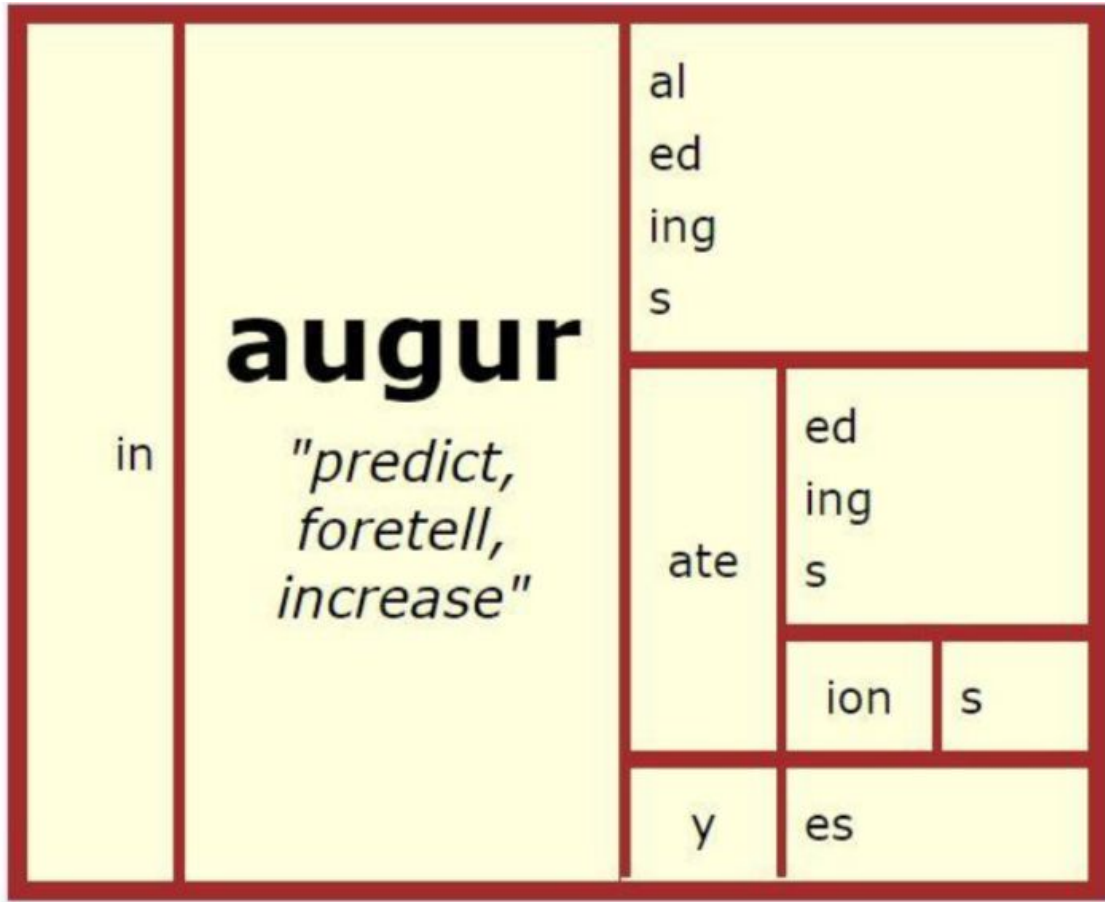 in
augur
"predict,
foretell,
increase"
al
ed
ing
s
ate
ed
ing
s
ion
s
y
es